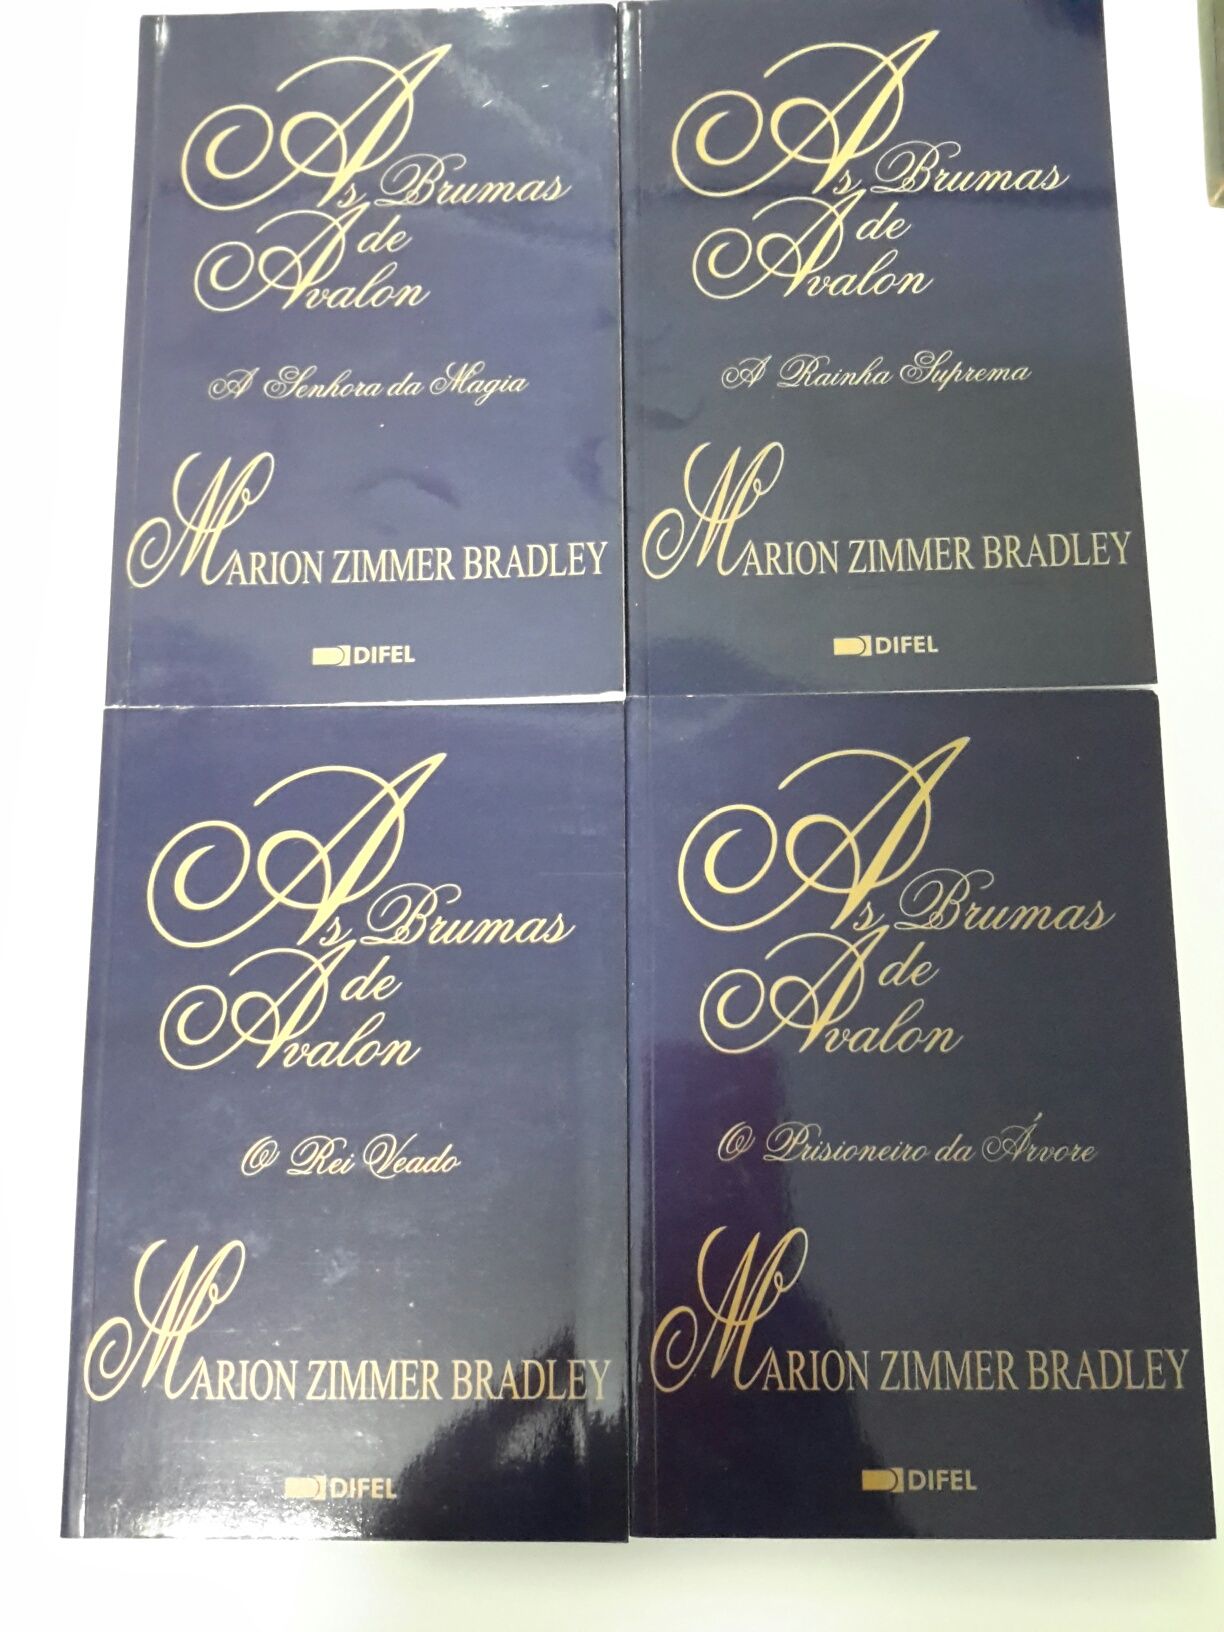 As Brumas
de
Avalon
A Senhora da Magia
MARION ZIMMER BRADLEY
DIFEL
As Brumas
de
Avalon
A Rainha Suprema
MARION ZIMMER BRADLEY
DIFEL
As Brumas
de
Avalon
O Rei Veado
MARION ZIMMER BRADLEY
DIFEL
As Brumas
de
Avalon
O Prisioneiro da Árvore
MARION ZIMMER BRADLEY
DIFEL